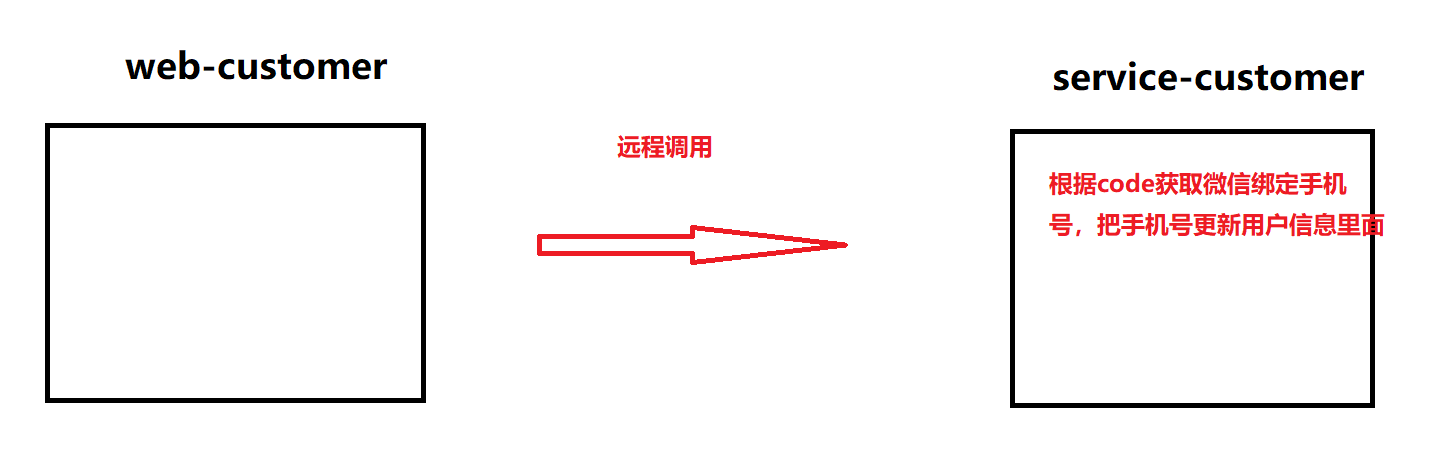 web-customer
service-customer
远程调用
根据code获取微信绑定手机
号，把手机号更新用户信息里面